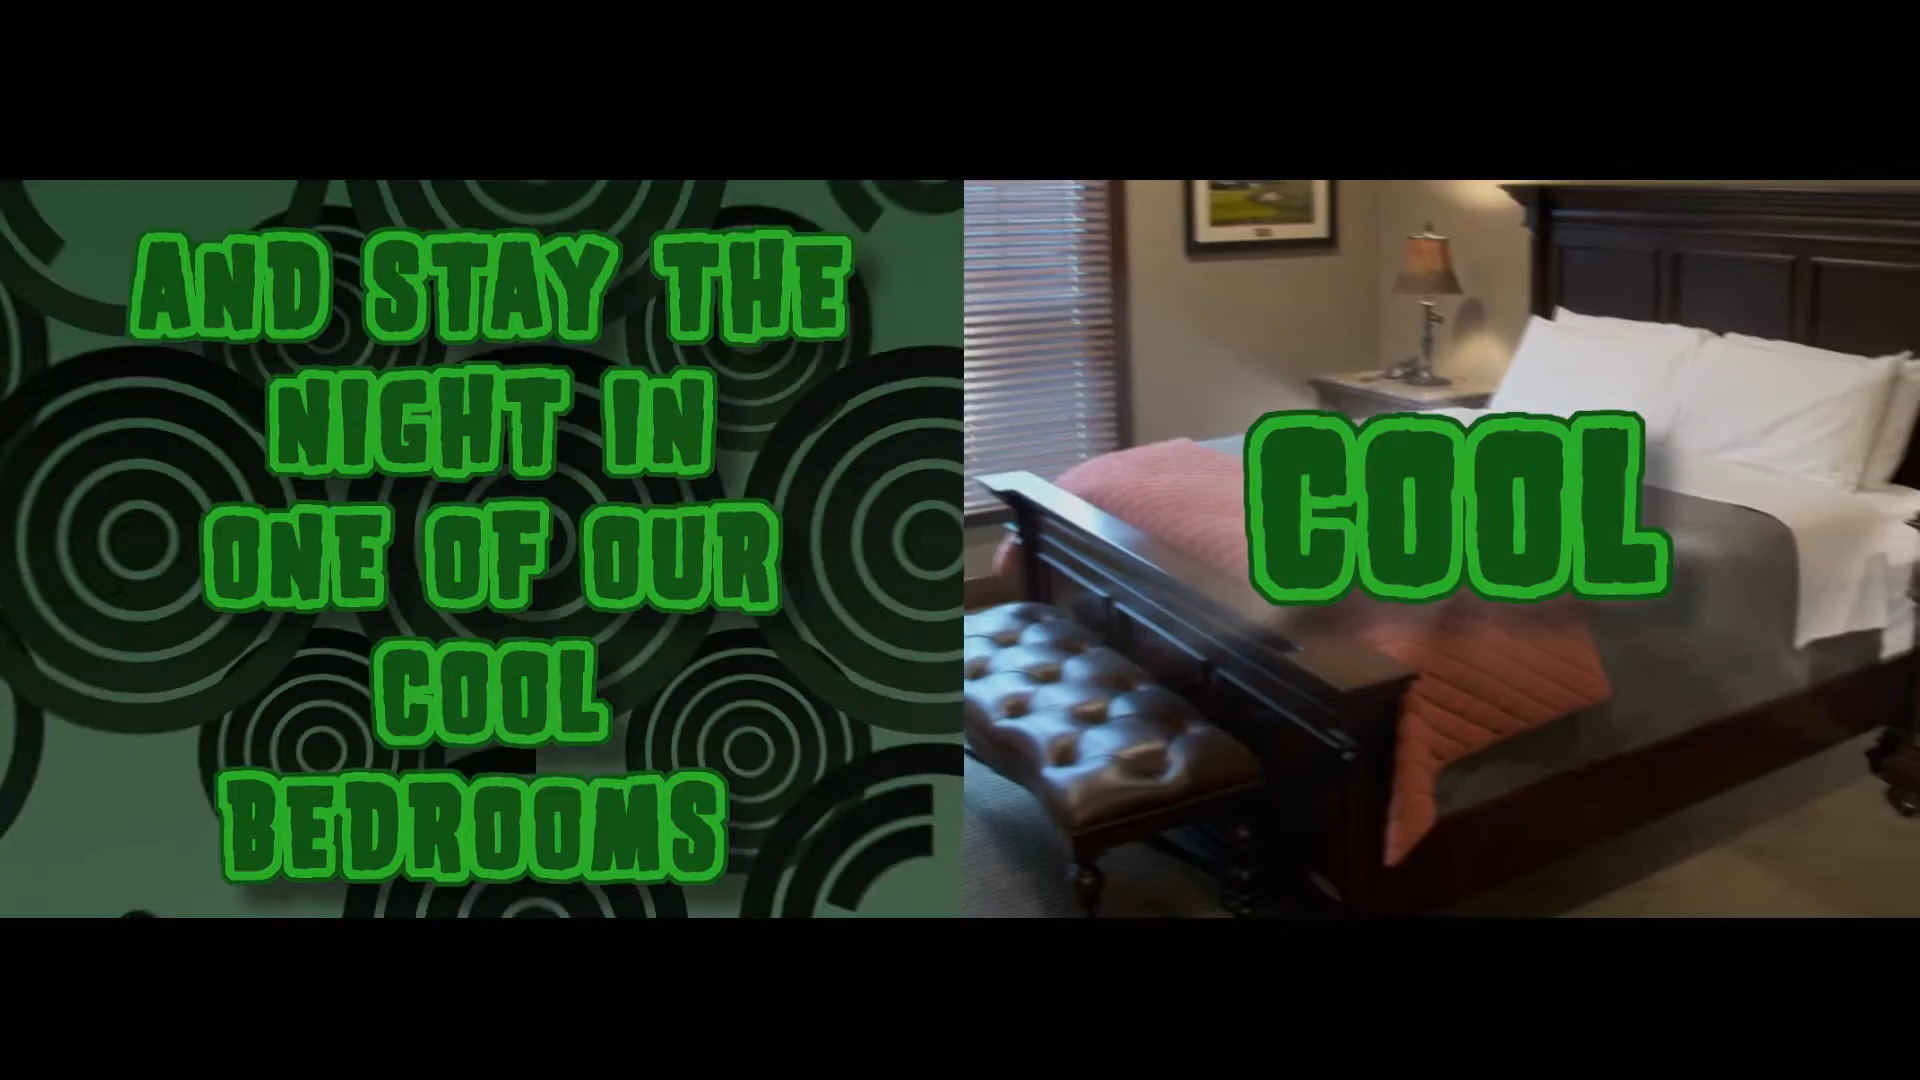 AND STAY THE
NIGHT IN
ONE OF OUR
COOL
BEDROOMS
COOL